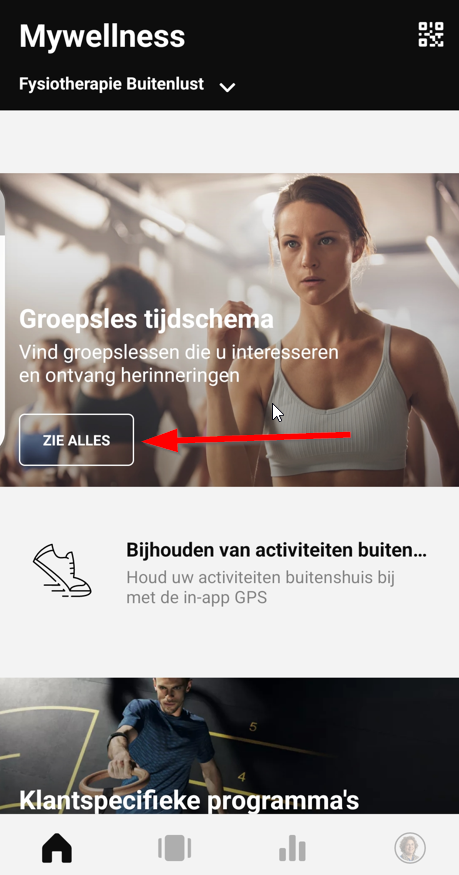 Mywellness
Fysiotherapie Buitenlust
Groepsles tijdschema
Vind groepslessen die u interesseren
en ontvang herinneringen
ZIE ALLES
Bijhouden van activiteiten buiten...
Houd uw activiteiten buitenshuis bij
met de in-app GPS
5
4
Klantspecifieke programma's